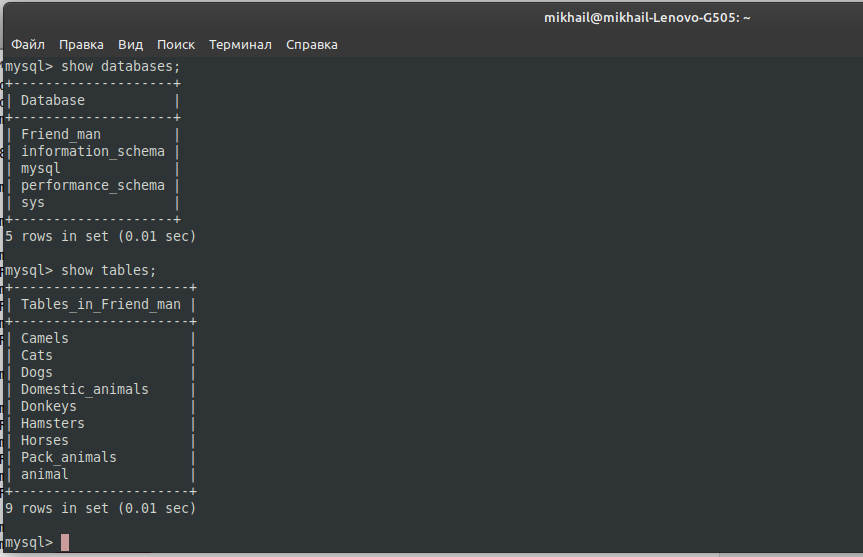 mikhail@mikhail-Lenovo-G505: ~
Файл Правка Вид Поиск Терминал Справка
mysql> show databases;
+--------------------+
| Database           |
+--------------------+
| Friend_man         |
| information_schema |
| mysql              |
| performance_schema |
| sys                |
+--------------------+
5 rows in set (0.01 sec)
mysql> show tables;
+----------------------+
| Tables_in_Friend_man |
+----------------------+
| Camels               |
| Cats                 |
| Dogs                 |
| Domestic_animals     |
| Donkeys              |
| Hamsters             |
| Horses               |
| Pack_animals         |
| animal               |
+----------------------+
9 rows in set (0.01 sec)
mysql>